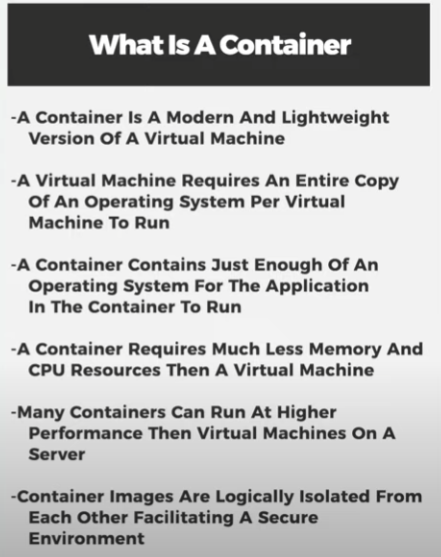 What Is A Container
-A Container Is A Modern And Lightweight
Version Of A Virtual Machine
-A Virtual Machine Requires An Entire Copy
Of An Operating System Per Virtual
Machine To Run
-A Container Contains Just Enough Of An
Operating System For The Application
In The Container To Run
-A Container Requires Much Less Memory And
CPU Resources Then A Virtual Machine
-Many Containers Can Run At Higher
Performance Then Virtual Machines On A
Server
-Container Images Are Logically Isolated From
Each Other Facilitating A Secure
Environment